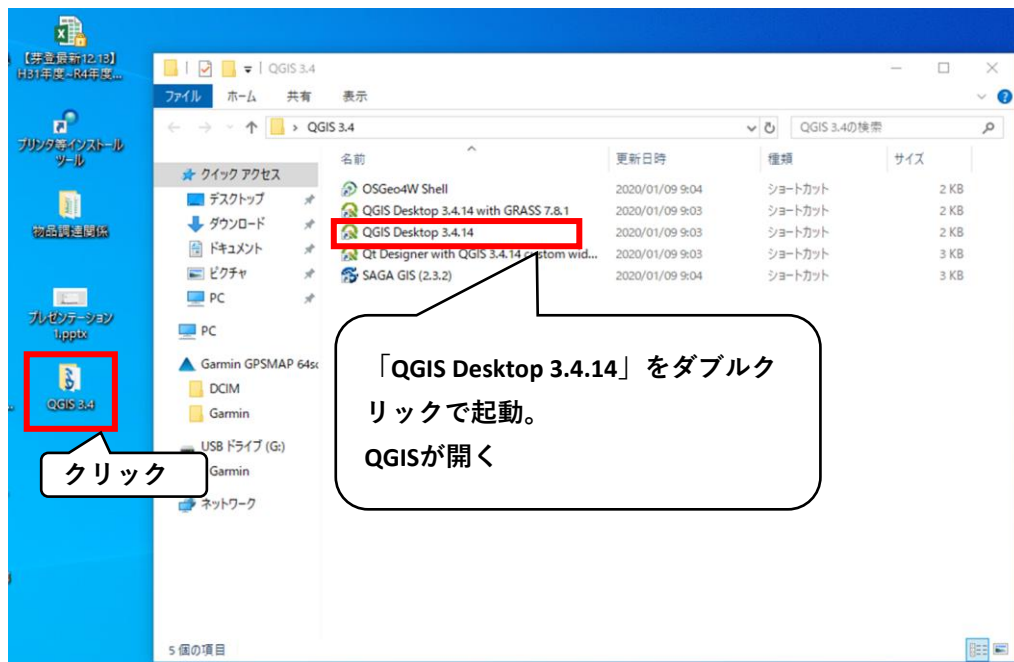 【芽登最新12.13】
H31年度~R4年度...
プリンタ等インストール
ツール
物品調達関係
プレゼンテーション
1.pptx
QGIS 3.4
クリック
QGIS 3.4
ファイル ホーム 共有 表示
QGIS 3.4
QGIS 3.4の検索
クイック アクセス
デスクトップ
ダウンロード
ドキュメント
ピクチャ
PC
PC
Garmin GPSMAP 64sc
DCIM
Garmin
USB ドライブ (G:)
Garmin
ネットワーク
名前 更新日時 種類 サイズ
OSGeo4W Shell 2020/01/09 9:04 ショートカット 2 KB
QGIS Desktop 3.4.14 with GRASS 7.8.1 2020/01/09 9:03 ショートカット 2 KB
QGIS Desktop 3.4.14 2020/01/09 9:03 ショートカット 2 KB
Qt Designer with QGIS 3.4.14 custom wid... 2020/01/09 9:03 ショートカット 3 KB
SAGA GIS (2.3.2) 2020/01/09 9:04 ショートカット 3 KB
「QGIS Desktop 3.4.14」をダブルク
リックで起動。
QGISが開く
5 個の項目